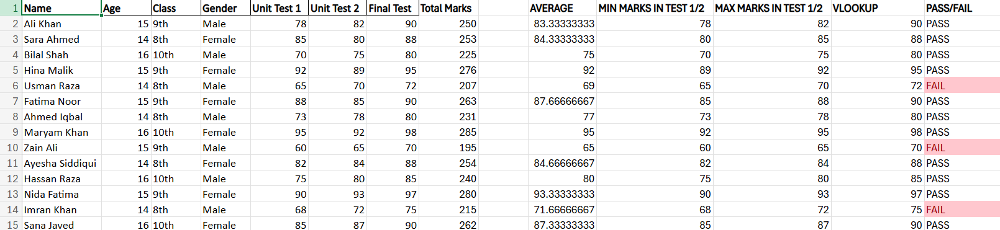 1 Name Age Class Gender Unit Test 1 Unit Test 2 Final Test Total Marks AVERAGE MIN MARKS IN TEST 1/2 MAX MARKS IN TEST 1/2 VLOOKUP PASS/FAIL
2 Ali Khan 15 9th Male 78 82 90 250 83.33333333 78 82 90 PASS
3 Sara Ahmed 14 8th Female 85 80 88 253 84.33333333 80 85 88 PASS
4 Bilal Shah 16 10th Male 70 75 80 225 75 70 75 80 PASS
5 Hina Malik 15 9th Female 92 89 95 276 92 89 92 95 PASS
6 Usman Raza 14 8th Male 65 70 72 207 69 65 70 72 FAIL
7 Fatima Noor 15 9th Female 88 85 90 263 87.66666667 85 88 90 PASS
8 Ahmed Iqbal 14 8th Male 73 78 80 231 77 73 78 80 PASS
9 Maryam Khan 16 10th Female 95 92 98 285 95 92 95 98 PASS
10 Zain Ali 15 9th Male 60 65 70 195 65 60 65 70 FAIL
11 Ayesha Siddiqui 14 8th Female 82 84 88 254 84.66666667 82 84 88 PASS
12 Hassan Raza 16 10th Male 75 80 85 240 80 75 80 85 PASS
13 Nida Fatima 15 9th Female 90 93 97 280 93.33333333 90 93 97 PASS
14 Imran Khan 14 8th Male 68 72 75 215 71.66666667 68 72 75 FAIL
15 Sana Javed 16 10th Female 85 87 90 262 87.33333333 85 87 90 PASS